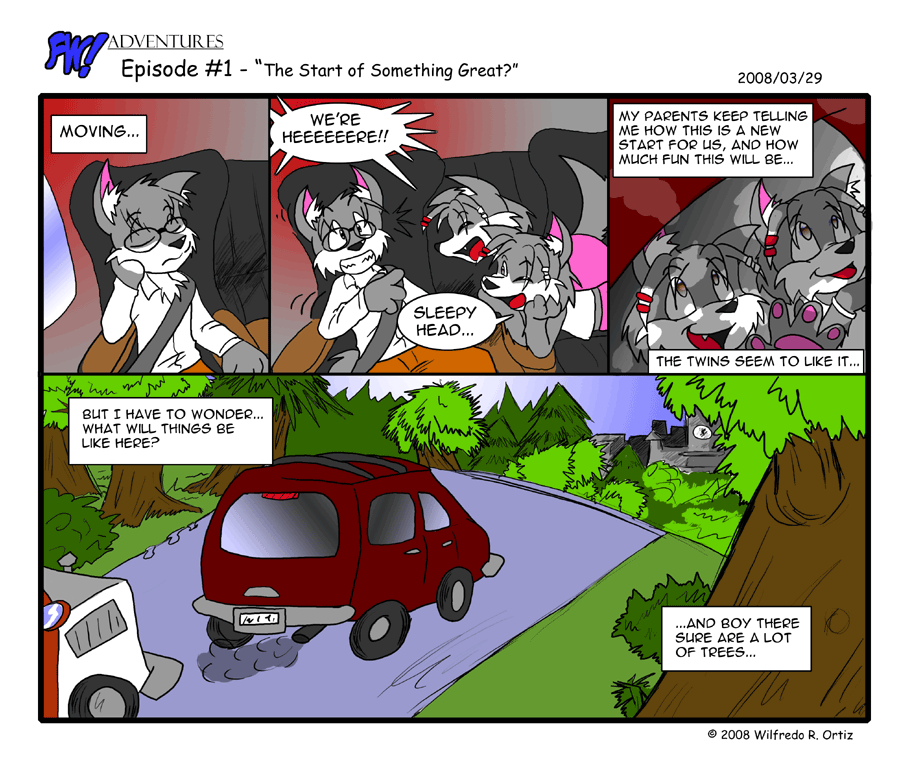 FW! ADVENTURES
Episode #1 - "The Start of Something Great?"
2008/03/29
MOVING...
WE'RE
HEEEEEERE!!
SLEEPY
HEAD...
MY PARENTS KEEP TELLING
ME HOW THIS IS A NEW
START FOR US, AND HOW
MUCH FUN THIS WILL BE...
THE TWINS SEEM TO LIKE IT...
BUT I HAVE TO WONDER...
WHAT WILL THINGS BE
LIKE HERE?
...AND BOY THERE
SURE ARE A LOT
OF TREES...
© 2008 Wilfredo R. Ortiz